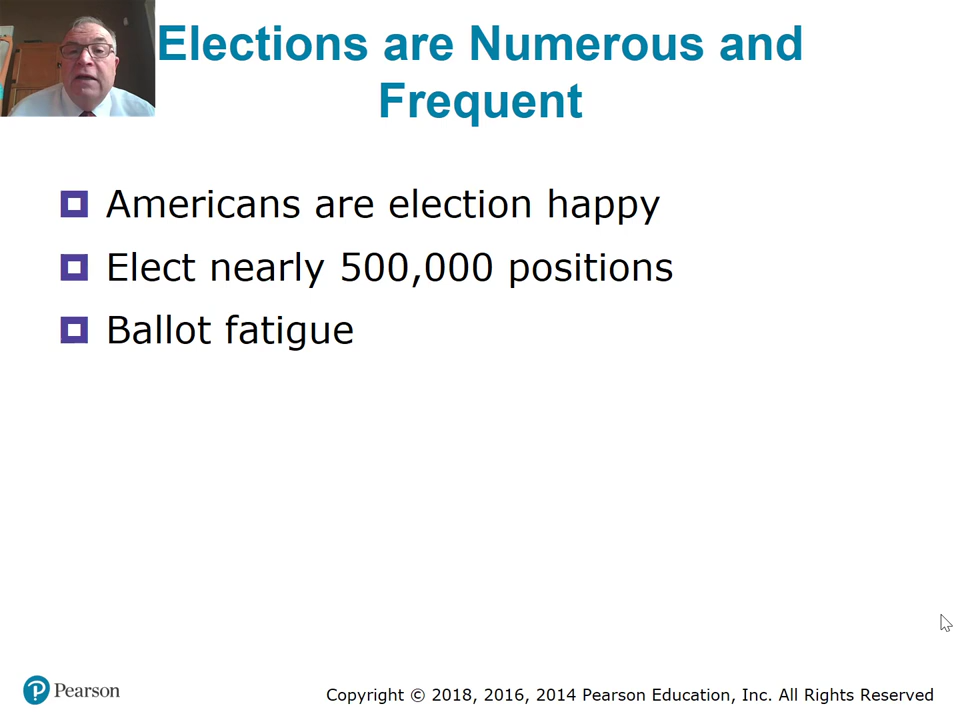 Elections are Numerous and
Frequent
Americans are election happy
Elect nearly 500,000 positions
Ballot fatigue
Pearson
Copyright © 2018, 2016, 2014 Pearson Education, Inc. All Rights Reserved